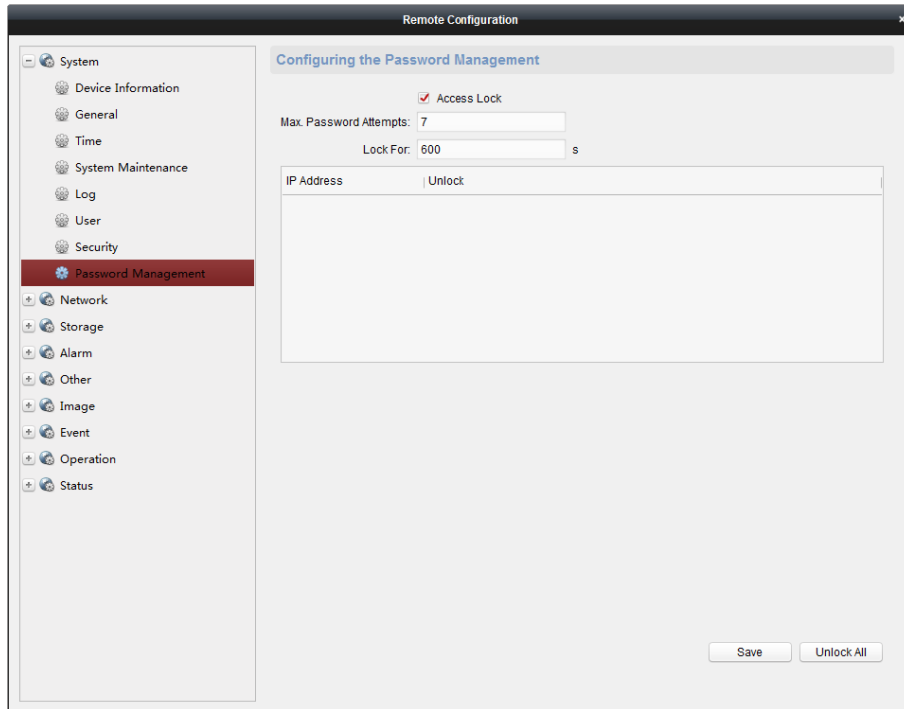 Remote Configuration
System
Device Information
General
Time
System Maintenance
Log
User
Security
Password Management
Network
Storage
Alarm
Other
Image
Event
Operation
Status
Configuring the Password Management
Access Lock
Max. Password Attempts: 7
Lock For: 600 s
IP Address Unlock
Save Unlock All